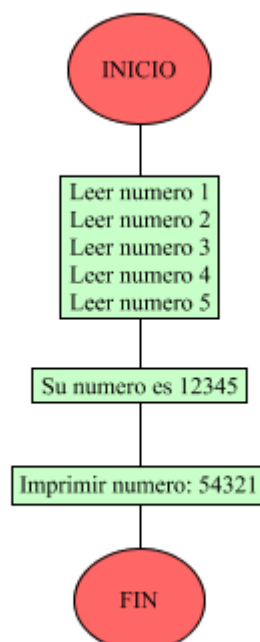 INICIO
Leer numero 1
Leer numero 2
Leer numero 3
Leer numero 4
Leer numero 5
Su numero es 12345
Imprimir numero: 54321
FIN